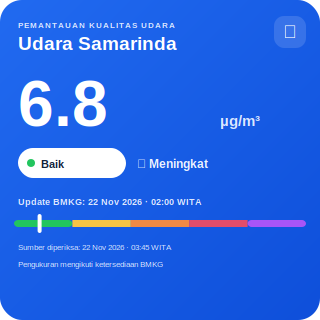 PEMANTAUAN KUALITAS UDARA
Udara Samarinda
6.8
µg/m³
Baik
Meningkat
Update BMKG: 22 Nov 2026 · 02:00 WITA
Sumber diperiksa: 22 Nov 2026 · 03:45 WITA
Pengukuran mengikuti ketersediaan BMKG